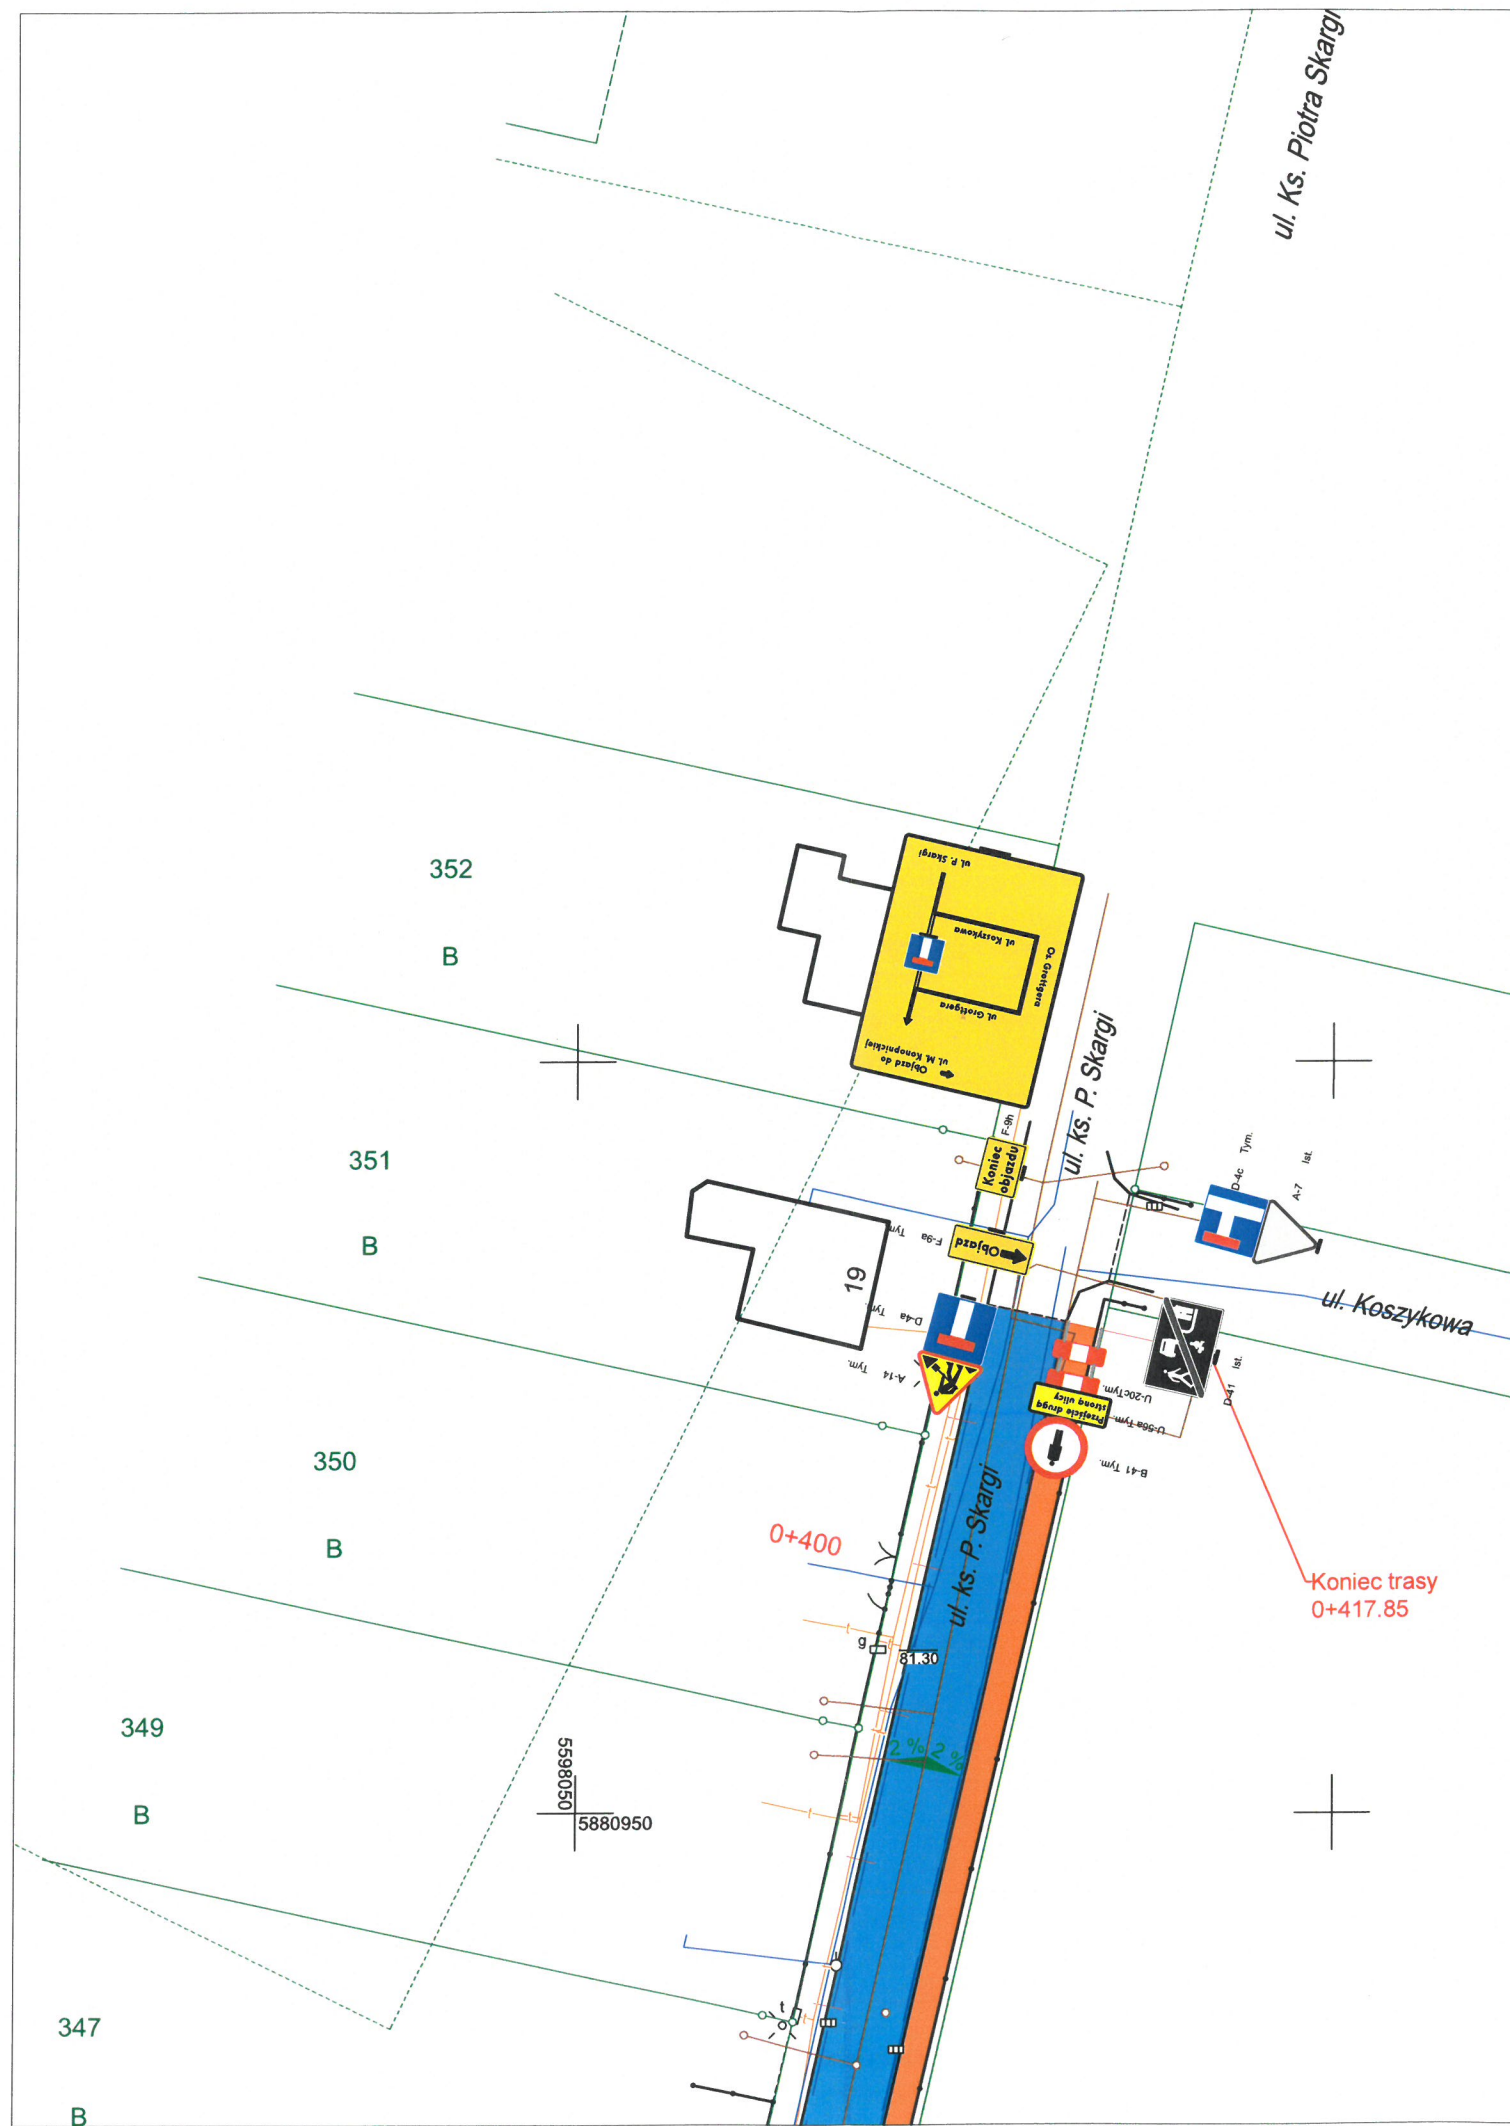 ul. Ks. Piotra Skargi
352
B
ul. P. Skargi
ul. Koszykowa
Os. Grottgera
ul. Grottgera
Objazd do
ul. M. Konopnickiej
ul. ks. P. Skargi
F-9h
Koniec
objazdu
351
B
D-4c Tym.
A-7 Ist.
Objazd
F-9a Tym.
19
ul. Koszykowa
D-4a Tym.
A-14 Tym.
D-41 Ist.
U-20c Tym.
Przejście drugą
stroną ulicy
U-56a Tym.
B-41 Tym.
350
B
0+400
ul. ks. P. Skargi
Koniec trasy
0+417.85
g
81.30
349
B
2 % 2 %
5598050
5880950
t
347
B